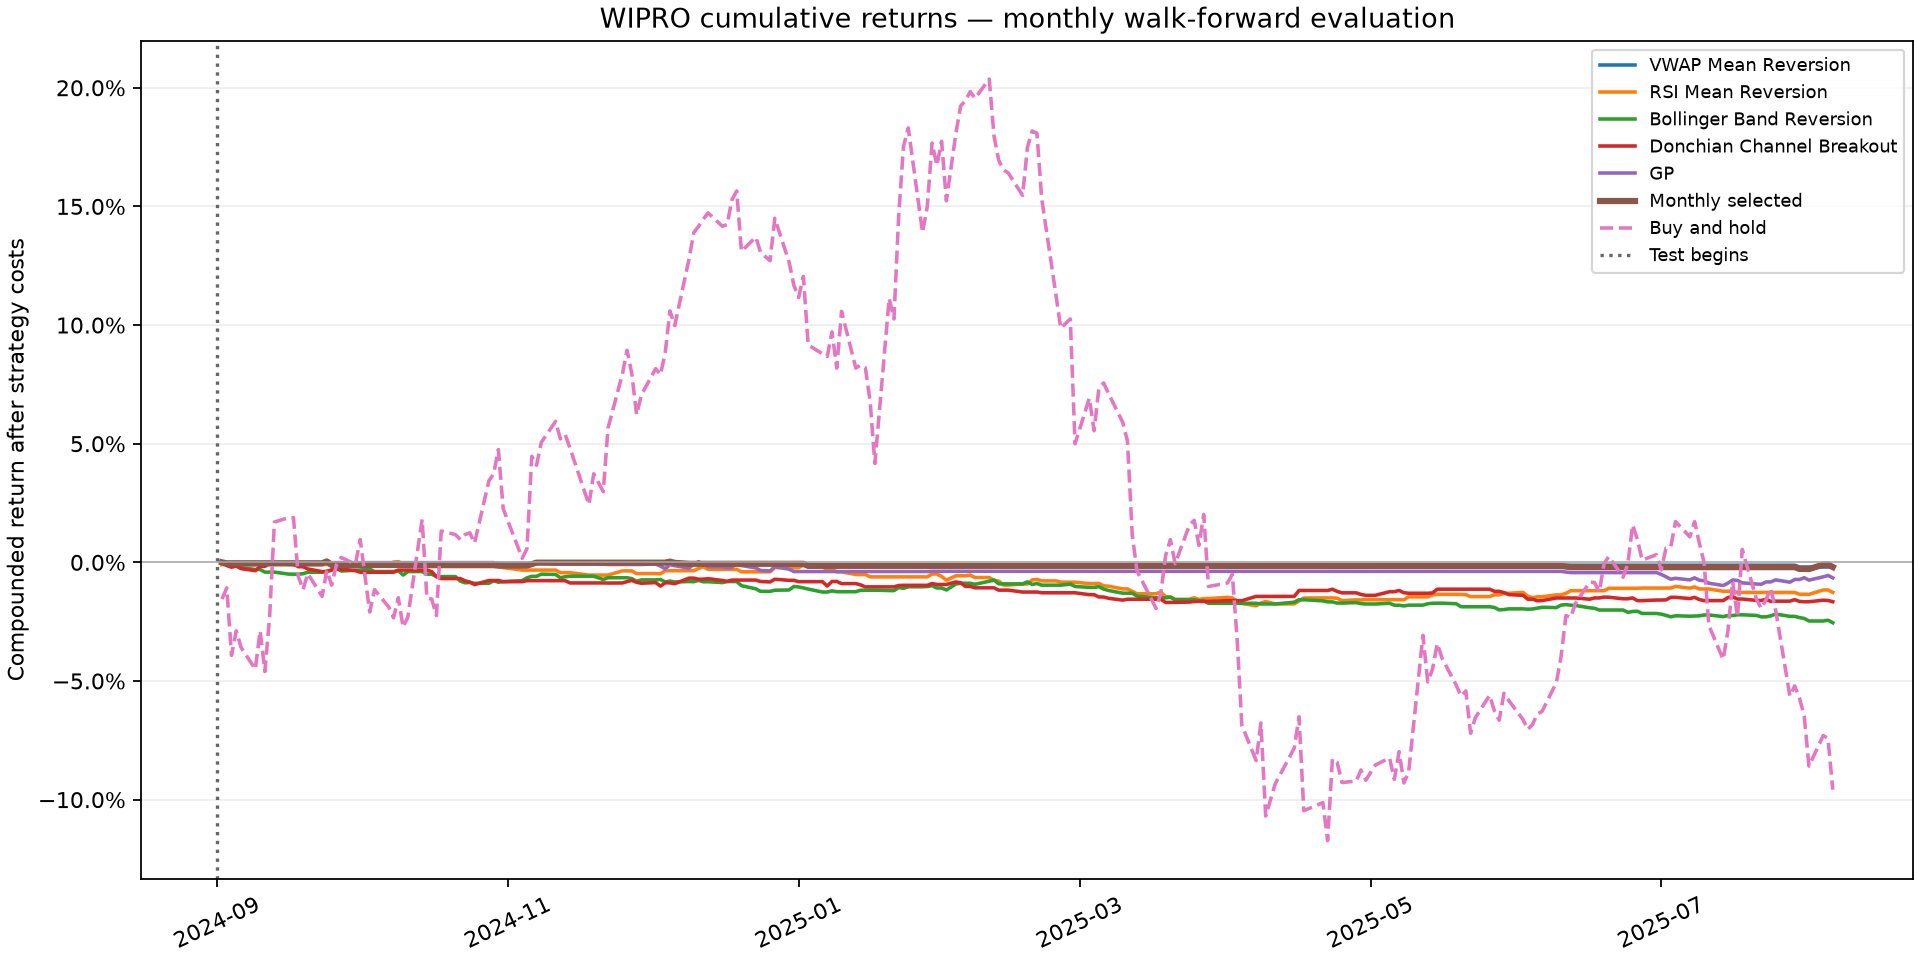 WIPRO cumulative returns — monthly walk-forward evaluation
Compounded return after strategy costs
20.0%
15.0%
10.0%
5.0%
0.0%
−5.0%
−10.0%
VWAP Mean Reversion
RSI Mean Reversion
Bollinger Band Reversion
Donchian Channel Breakout
GP
Monthly selected
Buy and hold
Test begins
2024-09
2024-11
2025-01
2025-03
2025-05
2025-07